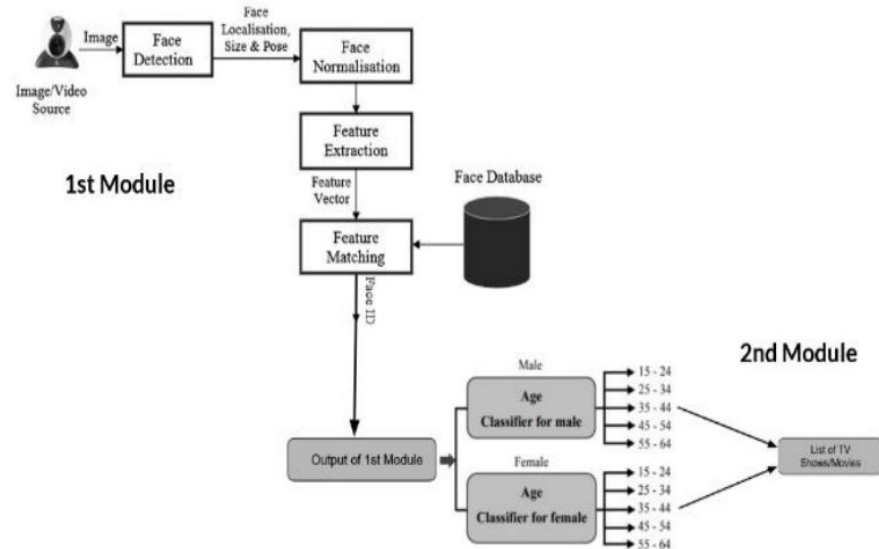 Image
Face
Detection
Face
Localisation,
Size & Pose
Face
Normalisation
Image/Video
Source
Feature
Extraction
1st Module
Feature
Vector
Face Database
Feature
Matching
Face ID
2nd Module
Male
Age
Classifier for male
15 - 24
25 - 34
35 - 44
45 - 54
55 - 64
Output of 1st Module
Female
Age
Classifier for female
15 - 24
25 - 34
35 - 44
45 - 54
55 - 64
List of TV
Shows/Movies